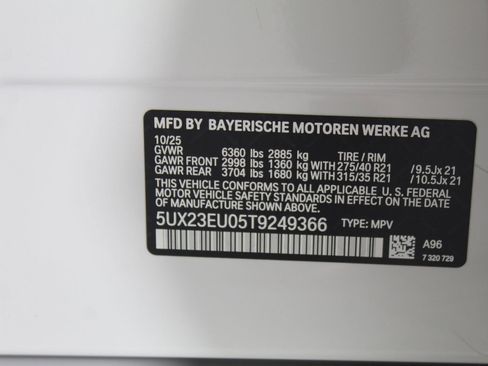 MFD BY BAYERISCHE MOTOREN WERKE AG
10/25
GVWR 6360 lbs 2885 kg TIRE / RIM
GAWR FRONT 2998 lbs 1360 kg WITH 275/40 R21 /9.5Jx 21
GAWR REAR 3704 lbs 1680 kg WITH 315/35 R21 /10.5Jx 21
THIS VEHICLE CONFORMS TO ALL APPLICABLE U. S. FEDERAL
MOTOR VEHICLE SAFETY STANDARDS IN EFFECT ON THE DATE
OF MANUFACTURE SHOWN ABOVE.
5UX23EU05T9249366 TYPE: MPV
A96
7 320 729